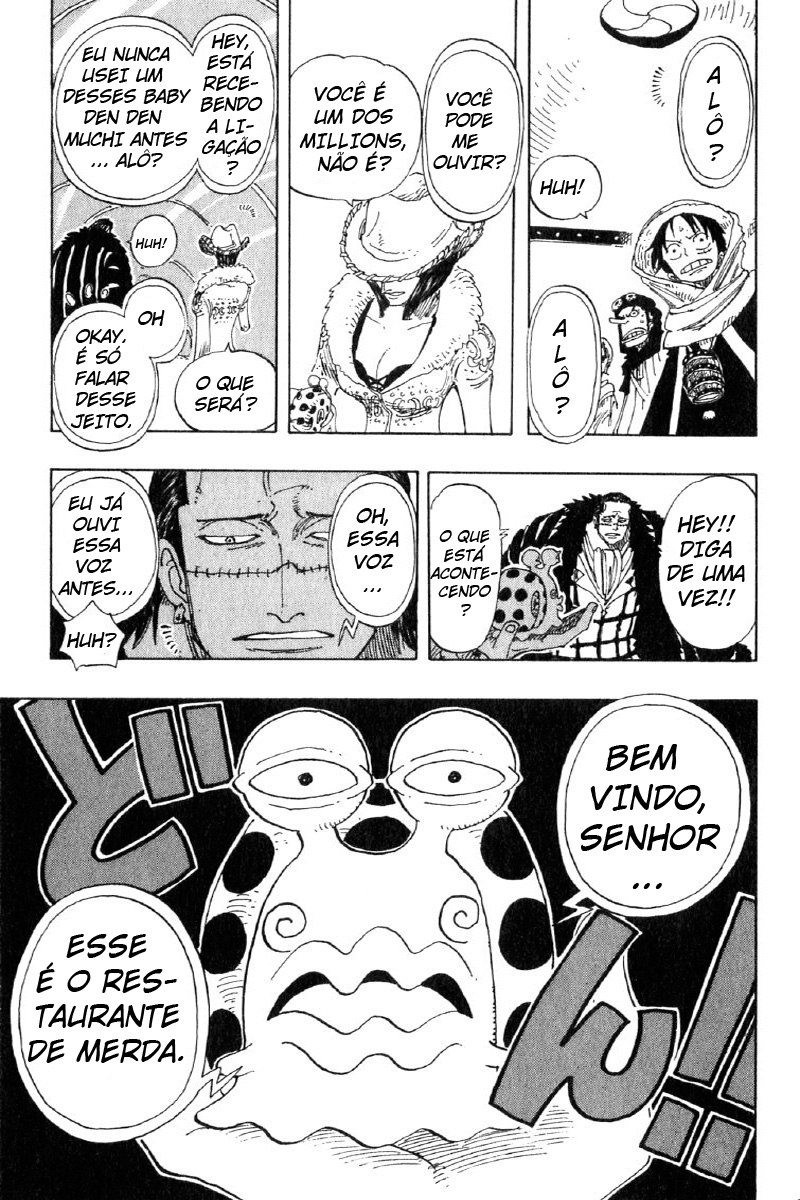 A
L
Ô
?
HUH!
A
L
Ô
?
VOCÊ
PODE
ME
OUVIR?
VOCÊ É
UM DOS
MILLIONS,
NÃO É?
HEY,
ESTÁ
RECE-
BENDO
A LI-
GAÇÃO
?
EU NUNCA
USEI UM
DESSES BABY
DEN DEN
MUCHI ANTES
... ALÔ?
HUH!
OH
OKAY.
É SÓ
FALAR
DESSE
JEITO.
O QUE
SERÁ?
HEY!!
DIGA
DE UMA
VEZ!!
O QUE
ESTÁ
ACONTE-
CENDO
?
OH,
ESSA
VOZ
...
EU JÁ
OUVI
ESSA
VOZ
ANTES...
HUH?
BEM
VINDO,
SENHOR
...
ESSE
É O RES-
TAURANTE
DE MERDA.
どん!!